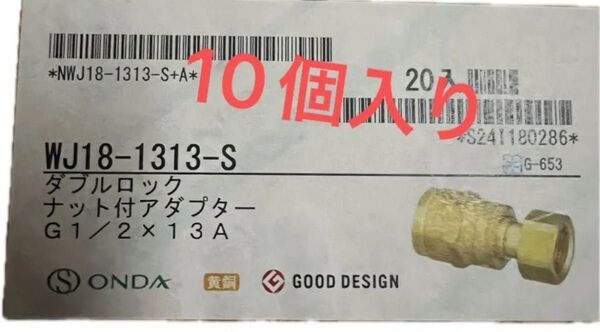 *NWJ18-1313-S+A*
20入
10個入り
*S24I180286*
WJ18-1313-S
G-653
ダブルロック
ナット付アダプター
G1/2×13A
S ONDA 黄銅 G GOOD DESIGN